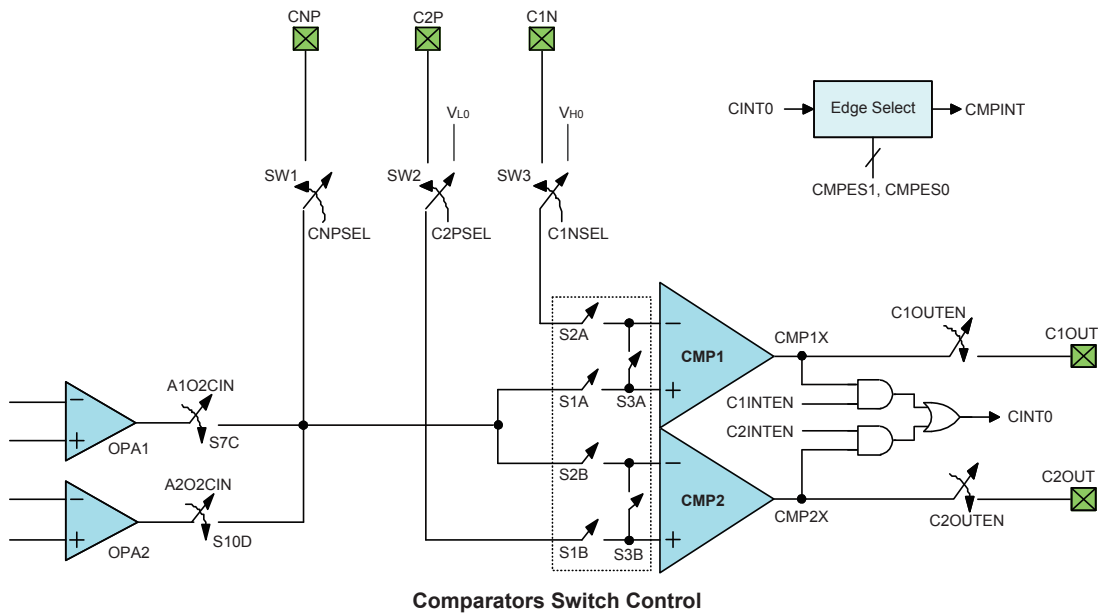 CNP
C2P
C1N
VL0
VH0
CINT0
Edge Select
CMPINT
CMPES1, CMPES0
SW1
SW2
SW3
CNPSEL
C2PSEL
C1NSEL
S2A
−
CMP1
+
CMP1X
C1OUTEN
C1OUT
S1A
S3A
A1O2CIN
−
+
OPA1
S7C
C1INTEN
CINT0
C2INTEN
S2B
−
CMP2
+
CMP2X
C2OUTEN
C2OUT
S1B
S3B
A2O2CIN
−
+
OPA2
S10D
Comparators Switch Control